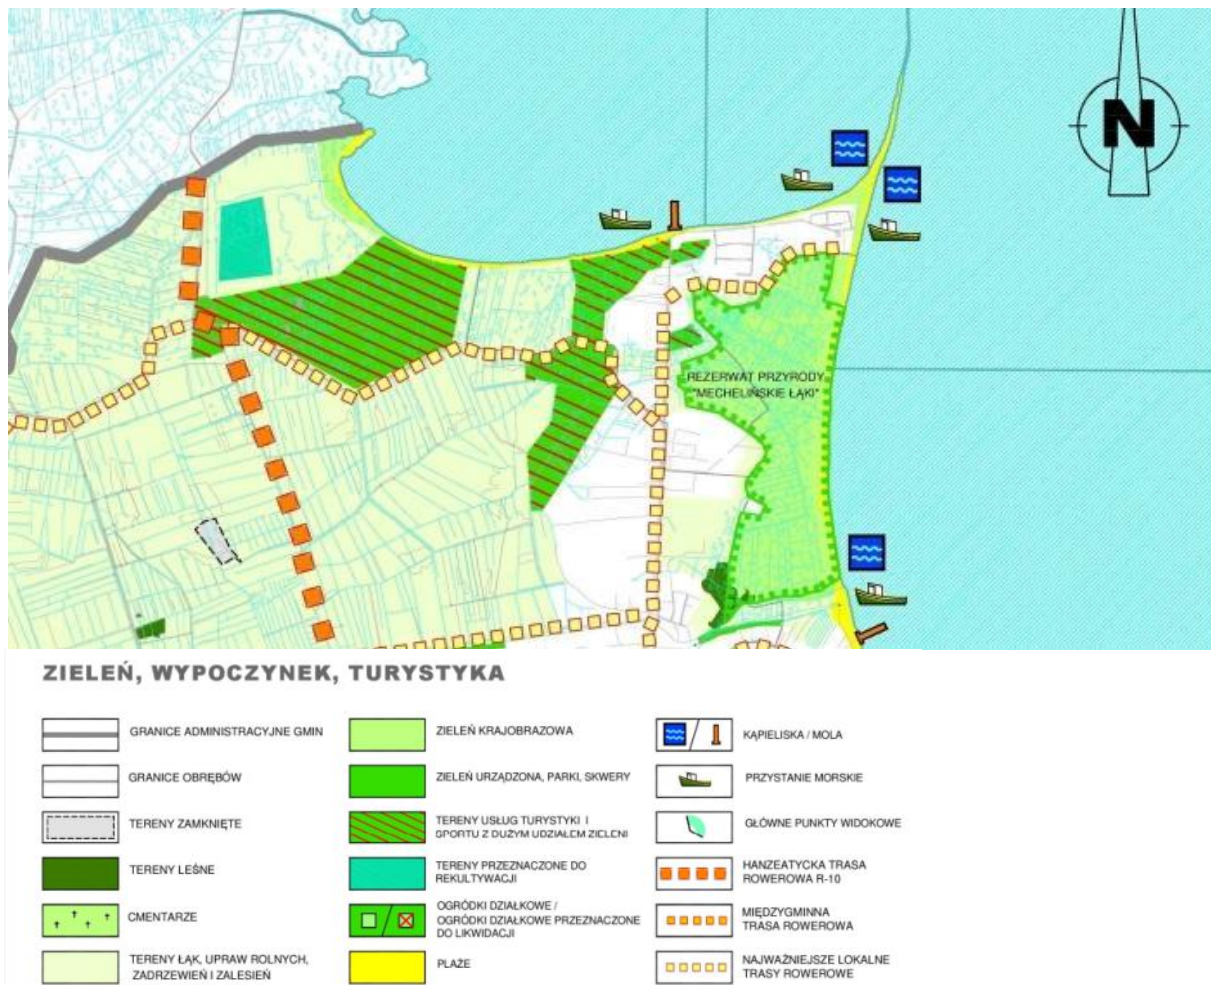 N
REZERWAT PRZYRODY
"MECHELIŃSKIE ŁĄKI"
ZIELEŃ, WYPOCZYNEK, TURYSTYKA
GRANICE ADMINISTRACYJNE GMIN
GRANICE OBRĘBÓW
TERENY ZAMKNIĘTE
TERENY LEŚNE
CMENTARZE
TERENY ŁĄK, UPRAW ROLNYCH,
ZADRZEWIEŃ I ZALESIEŃ
ZIELEŃ KRAJOBRAZOWA
ZIELEŃ URZĄDZONA, PARKI, SKWERY
TERENY USŁUG TURYSTYKI I
SPORTU Z DUŻYM UDZIAŁEM ZIELENI
TERENY PRZEZNACZONE DO
REKULTYWACJI
OGRÓDKI DZIAŁKOWE /
OGRÓDKI DZIAŁKOWE PRZEZNACZONE
DO LIKWIDACJI
PLAŻE
KĄPIELISKA / MOLA
PRZYSTANIE MORSKIE
GŁÓWNE PUNKTY WIDOKOWE
HANZEATYCKA TRASA
ROWEROWA R-10
MIĘDZYGMINNA
TRASA ROWEROWA
NAJWAŻNIEJSZE LOKALNE
TRASY ROWEROWE